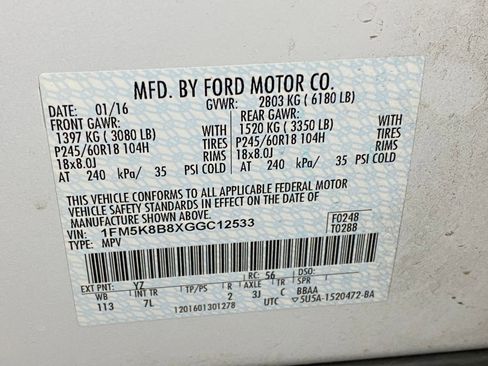 MFD. BY FORD MOTOR CO.
DATE: 01/16 GVWR: 2803 KG ( 6180 LB)
FRONT GAWR: REAR GAWR:
1397 KG ( 3080 LB) WITH 1520 KG ( 3350 LB) WITH
P245/60R18 104H TIRES P245/60R18 104H TIRES
18x8.0J RIMS 18x8.0J RIMS
AT 240 kPa/ 35 PSI COLD AT 240 kPa/ 35 PSI COLD
THIS VEHICLE CONFORMS TO ALL APPLICABLE FEDERAL MOTOR
VEHICLE SAFETY STANDARDS IN EFFECT ON THE DATE OF
MANUFACTURE SHOWN ABOVE.
VIN: 1FM5K8B8XGGC12533 F0248
TYPE: MPV T0288
EXT PNT: YZ RC: 56 DSO:
WB INT TR TP/PS R AXLE TR BBAA
113 7L 2 3J C
1201601301278 UTC 5U5A-1520472-BA